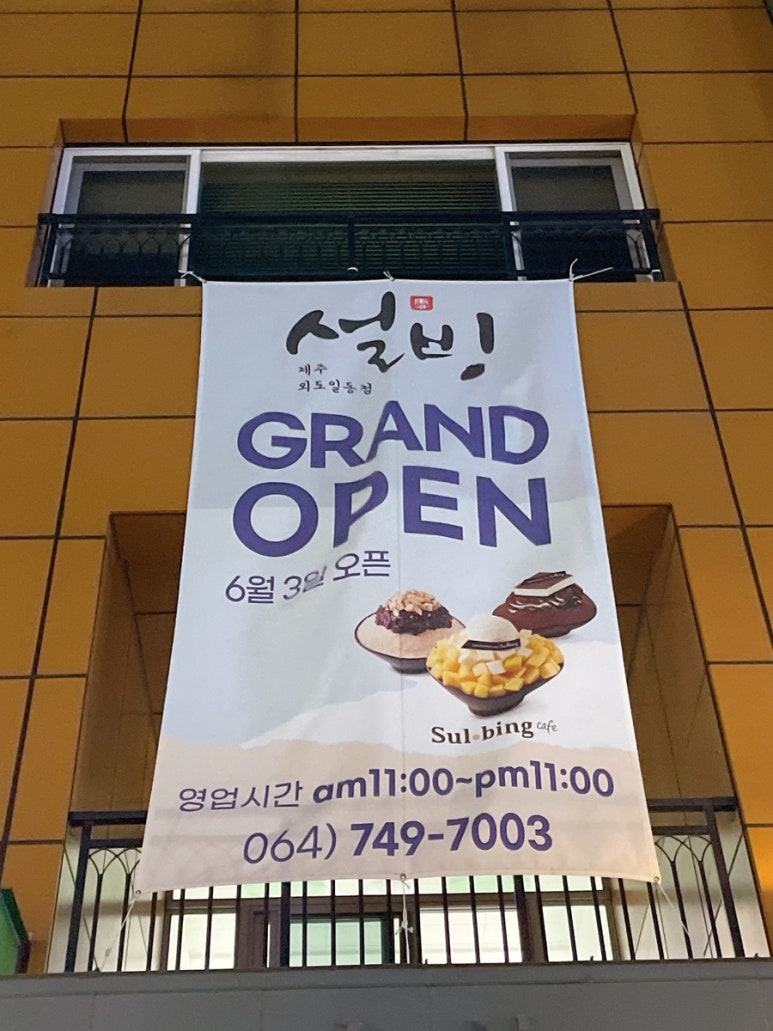 설빙
제주
외도일동점
GRAND
OPEN
6월 3일 오픈
Sul•bing cafe
영업시간 am11:00~pm11:00
064) 749-7003